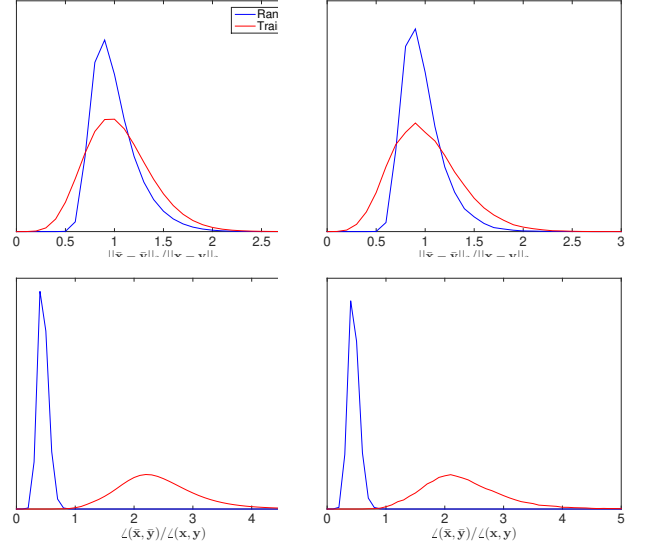 Ran
Trai
0 0.5 1 1.5 2 2.5
0 0.5 1 1.5 2 2.5 3
0 1 2 3 4
∠(x̄, ȳ)/∠(x, y)
0 1 2 3 4 5
∠(x̄, ȳ)/∠(x, y)